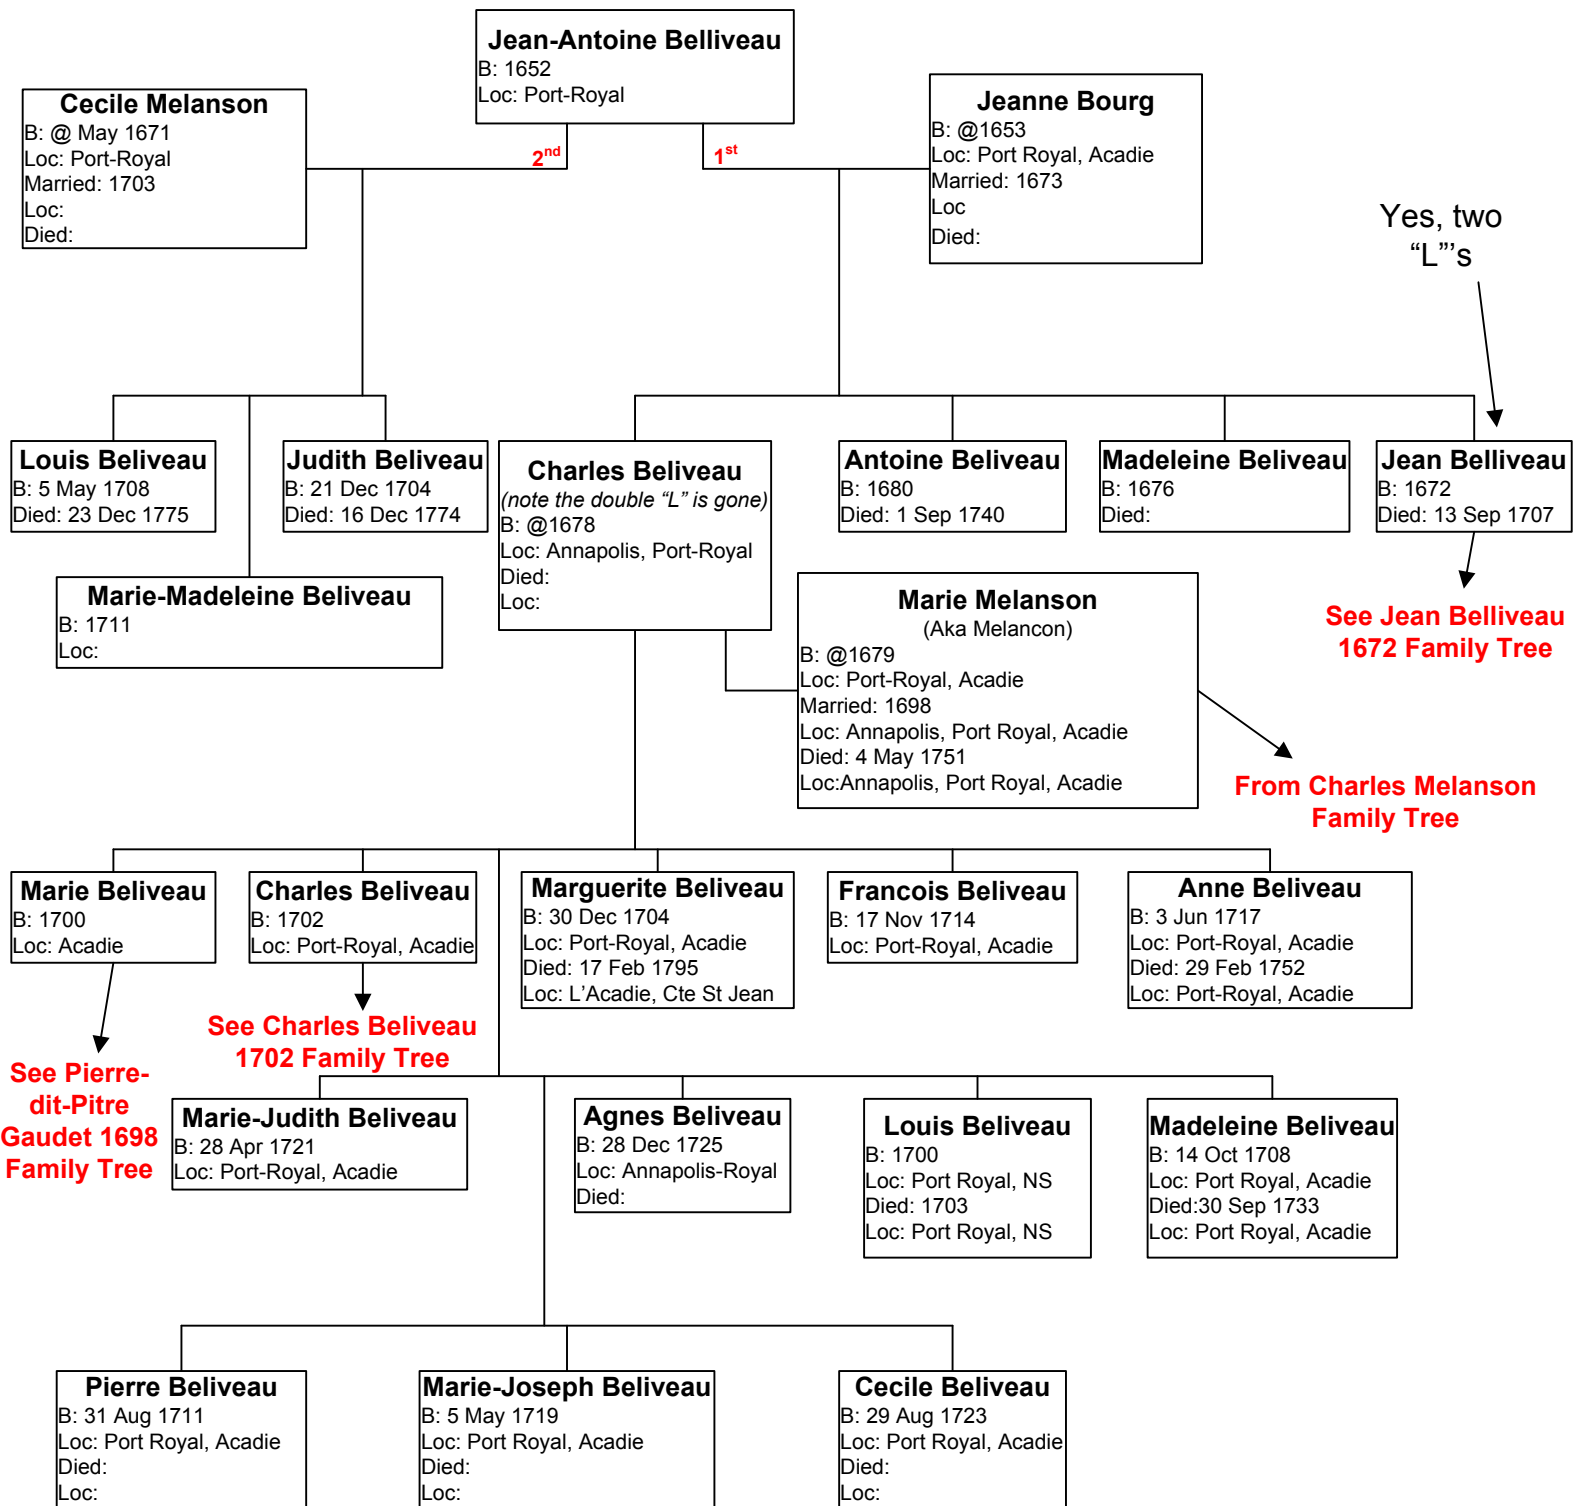 Jean-Antoine Belliveau
B: 1652
Loc: Port-Royal
Cecile Melanson
B: @ May 1671
Loc: Port-Royal
Married: 1703
Loc:
Died:
2nd
1st
Jeanne Bourg
B: @1653
Loc: Port Royal, Acadie
Married: 1673
Loc
Died:
Yes, two
“L”’s
Louis Beliveau
B: 5 May 1708
Died: 23 Dec 1775
Judith Beliveau
B: 21 Dec 1704
Died: 16 Dec 1774
Marie-Madeleine Beliveau
B: 1711
Loc:
Charles Beliveau
(note the double “L” is gone)
B: @1678
Loc: Annapolis, Port-Royal
Died:
Loc:
Antoine Beliveau
B: 1680
Died: 1 Sep 1740
Madeleine Beliveau
B: 1676
Died:
Jean Belliveau
B: 1672
Died: 13 Sep 1707
See Jean Belliveau
1672 Family Tree
Marie Melanson
(Aka Melancon)
B: @1679
Loc: Port-Royal, Acadie
Married: 1698
Loc: Annapolis, Port Royal, Acadie
Died: 4 May 1751
Loc:Annapolis, Port Royal, Acadie
From Charles Melanson
Family Tree
Marie Beliveau
B: 1700
Loc: Acadie
See Pierre-
dit-Pitre
Gaudet 1698
Family Tree
Charles Beliveau
B: 1702
Loc: Port-Royal, Acadie
See Charles Beliveau
1702 Family Tree
Marguerite Beliveau
B: 30 Dec 1704
Loc: Port-Royal, Acadie
Died: 17 Feb 1795
Loc: L’Acadie, Cte St Jean
Francois Beliveau
B: 17 Nov 1714
Loc: Port-Royal, Acadie
Anne Beliveau
B: 3 Jun 1717
Loc: Port-Royal, Acadie
Died: 29 Feb 1752
Loc: Port-Royal, Acadie
Marie-Judith Beliveau
B: 28 Apr 1721
Loc: Port-Royal, Acadie
Agnes Beliveau
B: 28 Dec 1725
Loc: Annapolis-Royal
Died:
Louis Beliveau
B: 1700
Loc: Port Royal, NS
Died: 1703
Loc: Port Royal, NS
Madeleine Beliveau
B: 14 Oct 1708
Loc: Port Royal, Acadie
Died:30 Sep 1733
Loc: Port Royal, Acadie
Pierre Beliveau
B: 31 Aug 1711
Loc: Port Royal, Acadie
Died:
Loc:
Marie-Joseph Beliveau
B: 5 May 1719
Loc: Port Royal, Acadie
Died:
Loc:
Cecile Beliveau
B: 29 Aug 1723
Loc: Port Royal, Acadie
Died:
Loc: